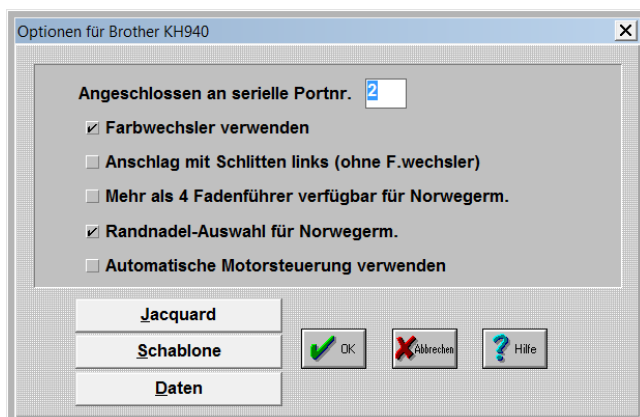 Optionen für Brother KH940
Angeschlossen an serielle Portnr. 2
Farbwechsler verwenden
Anschlag mit Schlitten links (ohne F.wechsler)
Mehr als 4 Fadenführer verfügbar für Norwegerm.
Randnadel-Auswahl für Norwegerm.
Automatische Motorsteuerung verwenden
Jacquard
Schablone
Daten
OK
Abbrechen
Hilfe